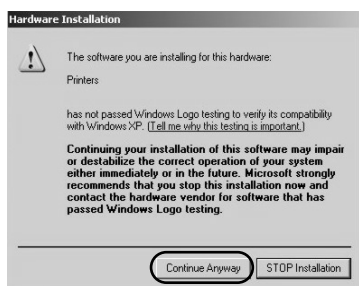 Hardware Installation
The software you are installing for this hardware:
Printers
has not passed Windows Logo testing to verify its compatibility
with Windows XP. (Tell me why this testing is important.)
Continuing your installation of this software may impair
or destabilize the correct operation of your system
either immediately or in the future. Microsoft strongly
recommends that you stop this installation now and
contact the hardware vendor for software that has
passed Windows Logo testing.
Continue Anyway STOP Installation